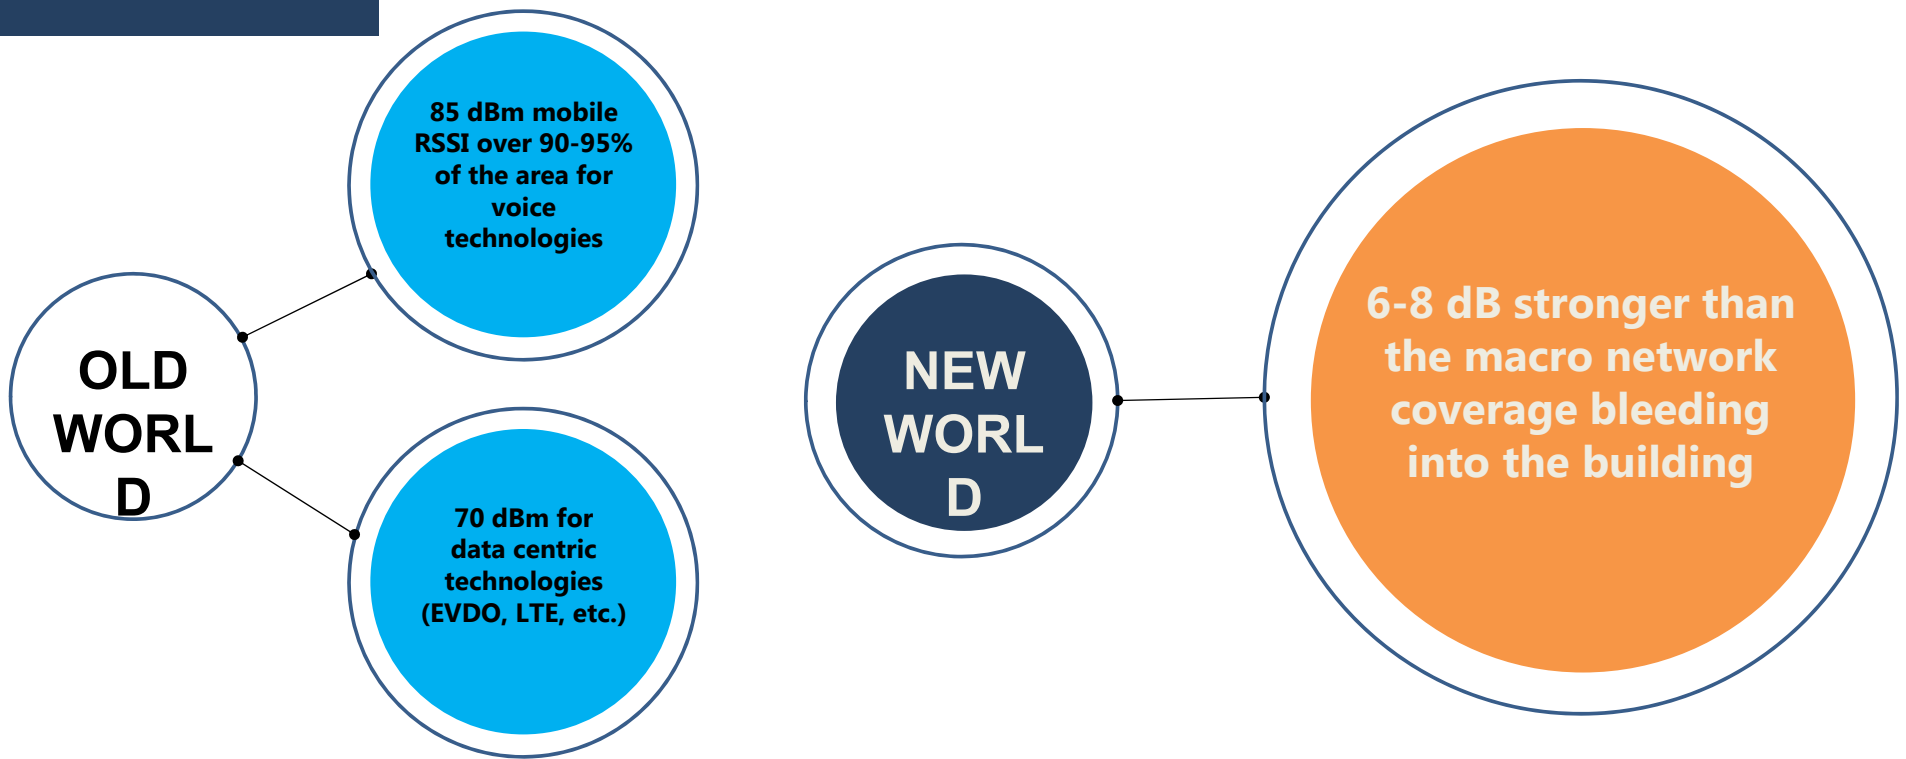 85 dBm mobile
RSSI over 90-95%
of the area for
voice
technologies
OLD
WORL
D
70 dBm for
data centric
technologies
(EVDO, LTE, etc.)
NEW
WORL
D
6-8 dB stronger than
the macro network
coverage bleeding
into the building